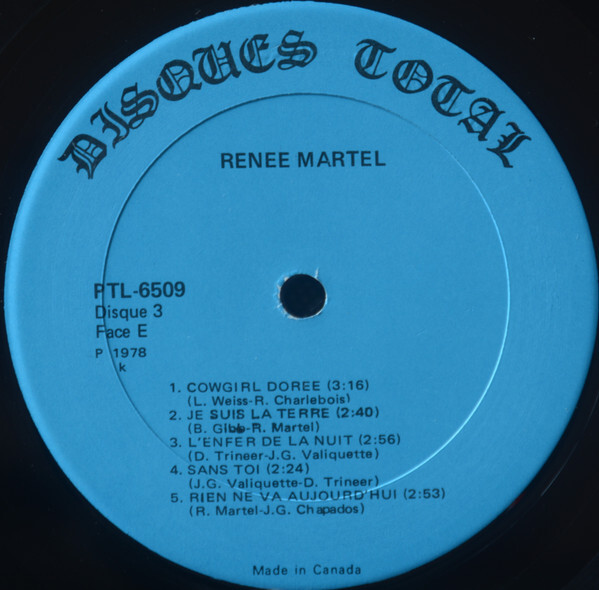 DISQUES TOTAL
RENEE MARTEL
PTL-6509
Disque 3
Face E
P 1978
k
1. COWGIRL DOREE (3:16)
(L. Weiss-R. Charlebois)
2. JE SUIS LA TERRE (2:40)
(B. Gibb-R. Martel)
3. L'ENFER DE LA NUIT (2:56)
(D. Trineer-J.G. Valiquette)
4. SANS TOI (2:24)
(J.G. Valiquette-D. Trineer)
5. RIEN NE VA AUJOURD'HUI (2:53)
(R. Martel-J.G. Chapados)
Made in Canada